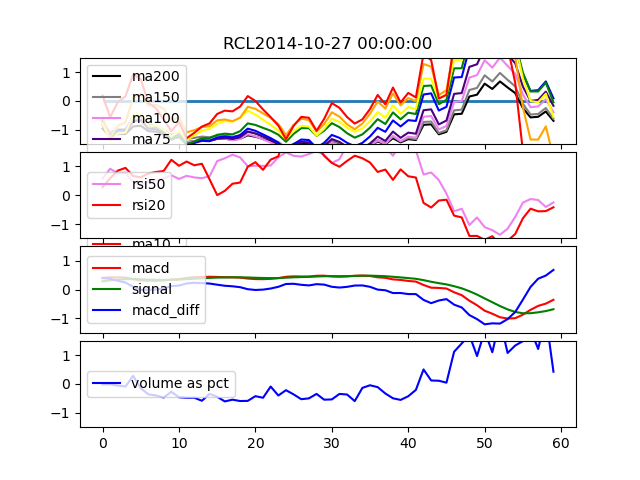 RCL2014-10-27 00:00:00
1
0
−1
ma200
ma150
ma100
ma75
1
0
−1
rsi50
rsi20
ma10
1
0
−1
macd
signal
macd_diff
1
0
−1
volume as pct
0 10 20 30 40 50 60